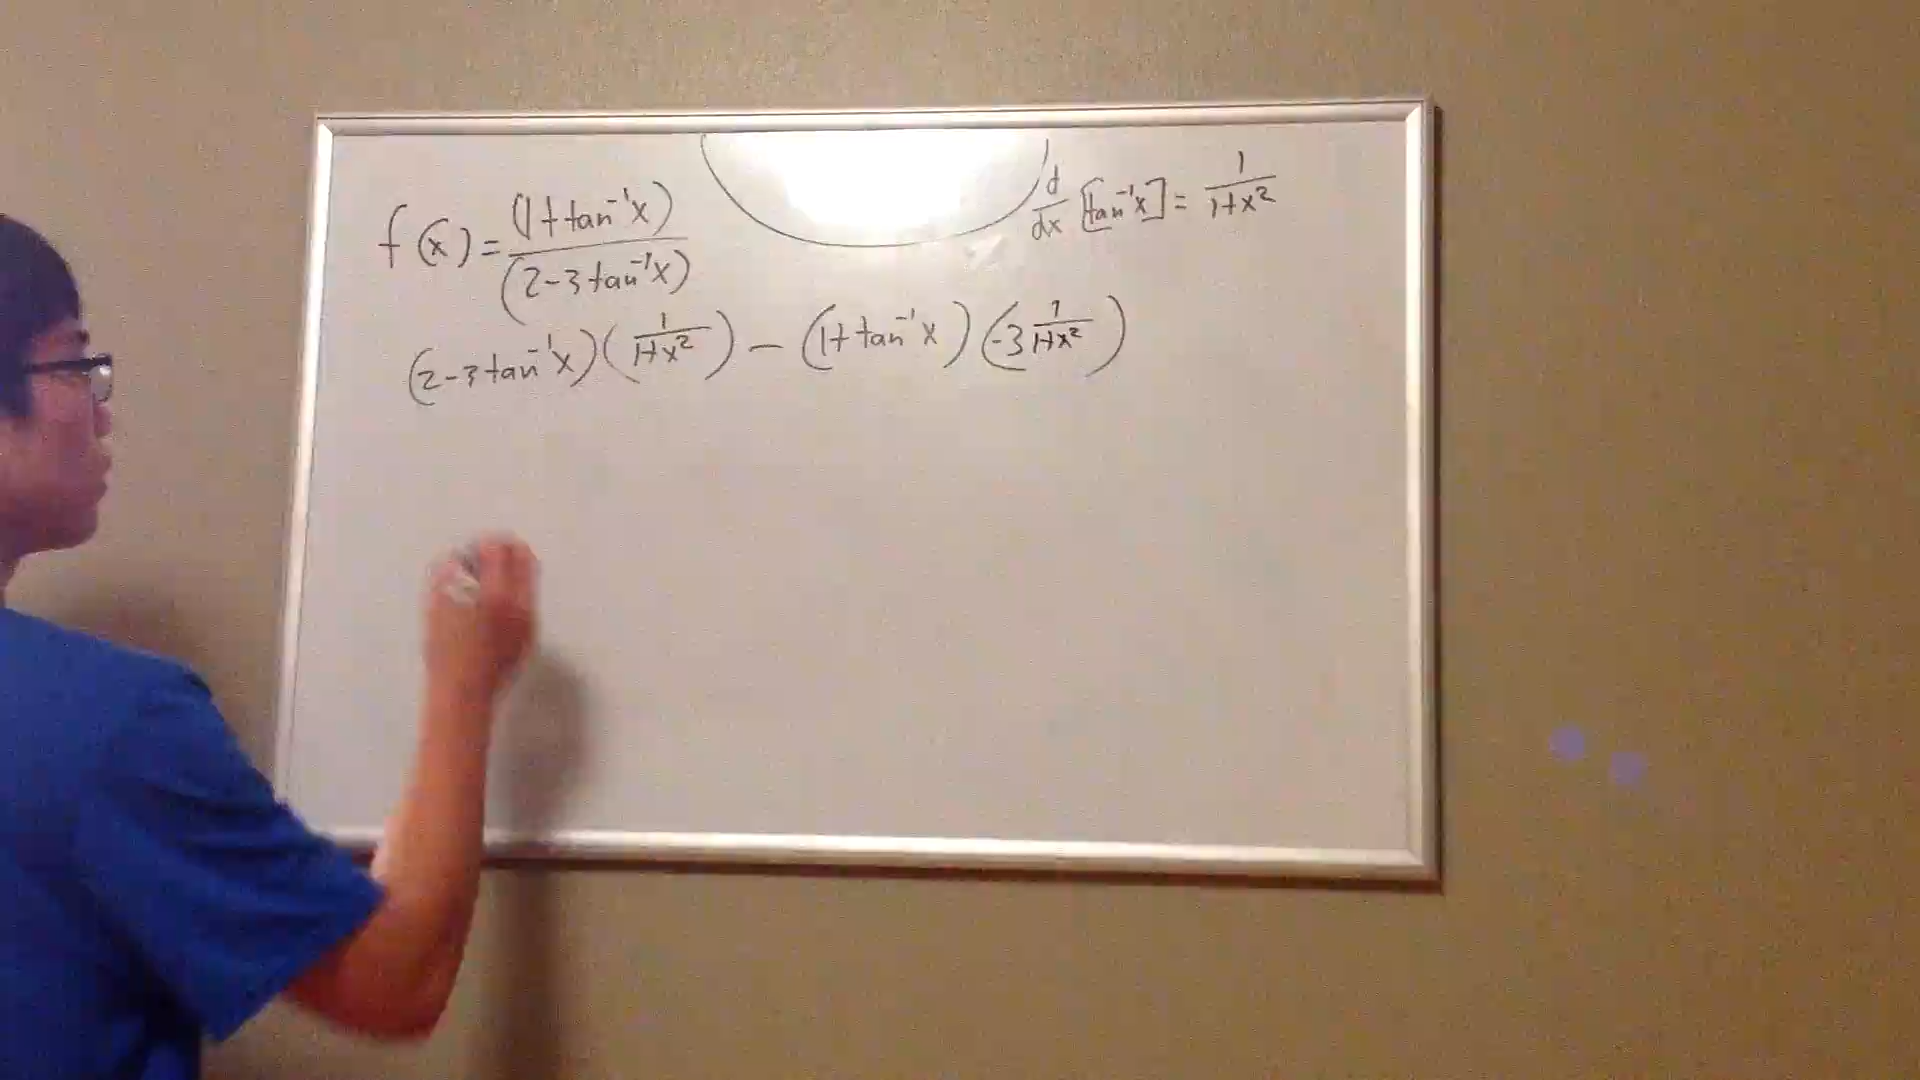 f(x) = (1+tan⁻¹x) / (2-3tan⁻¹x)
d/dx [tan⁻¹x] = 1/(1+x²)
(2-3tan⁻¹x)(1/(1+x²)) - (1+tan⁻¹x)(-3 1/(1+x²))